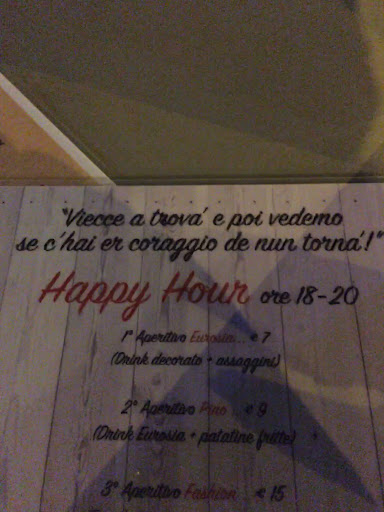 "Viecce a trova' e poi vedemo
se c'hai er coraggio de nun torna'!"
Happy Hour ore 18-20
1° Aperitivo Eurosia .. € 7
(Drink decorato + assaggini)
2° Aperitivo Pino .. € 9
(Drink Eurosia + patatine fritte)
3° Aperitivo Fashion .. € 15